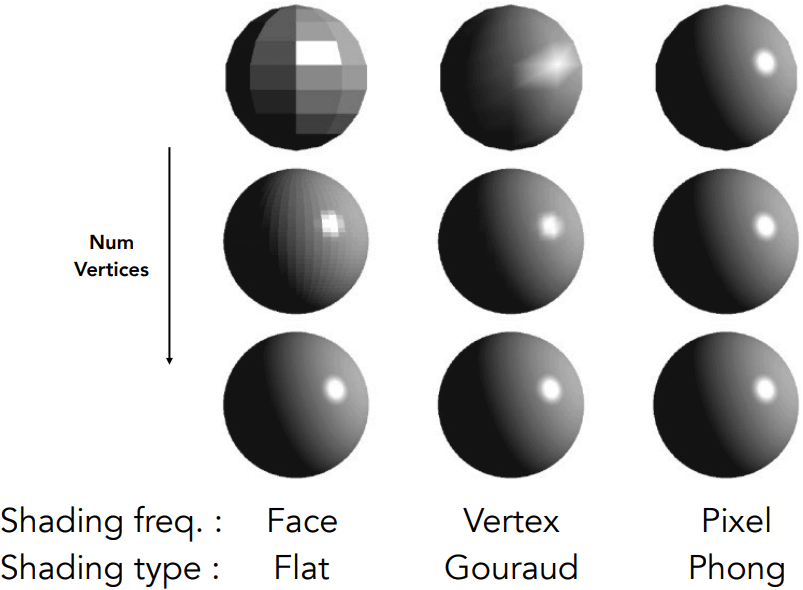 Num
Vertices
Shading freq. : Face Vertex Pixel
Shading type : Flat Gouraud Phong